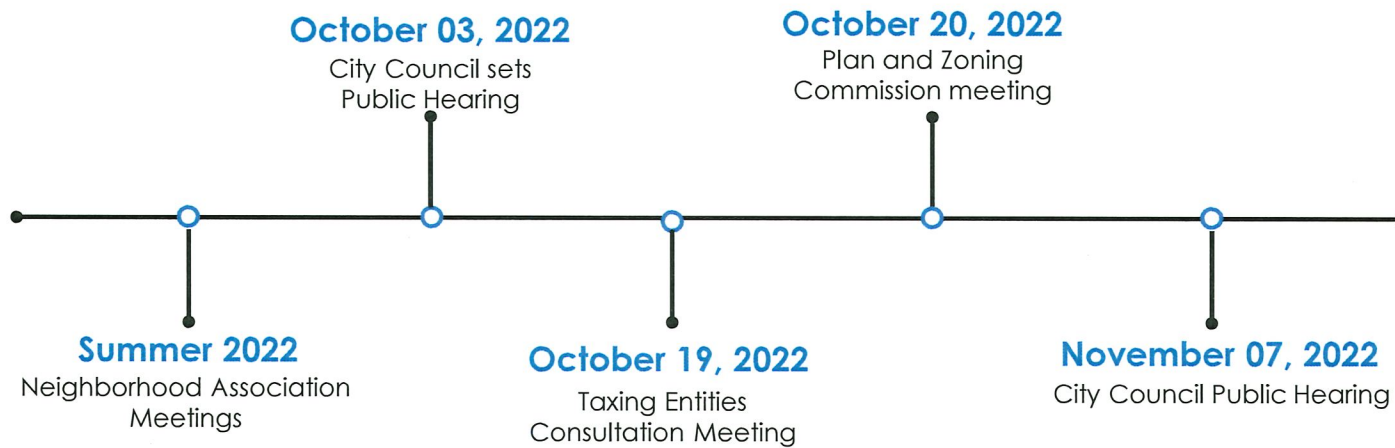 October 03, 2022
City Council sets
Public Hearing
October 20, 2022
Plan and Zoning
Commission meeting
Summer 2022
Neighborhood Association
Meetings
October 19, 2022
Taxing Entities
Consultation Meeting
November 07, 2022
City Council Public Hearing